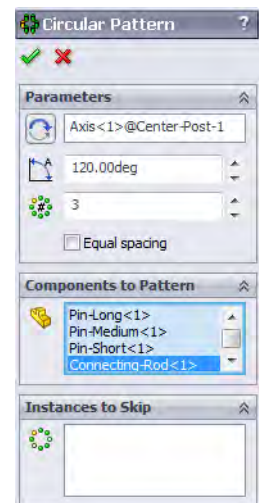 Circular Pattern ?
Parameters
Axis<1>@Center-Post-1
120.00deg
3
Equal spacing
Components to Pattern
Pin-Long<1>
Pin-Medium<1>
Pin-Short<1>
Connecting-Rod<1>
Instances to Skip